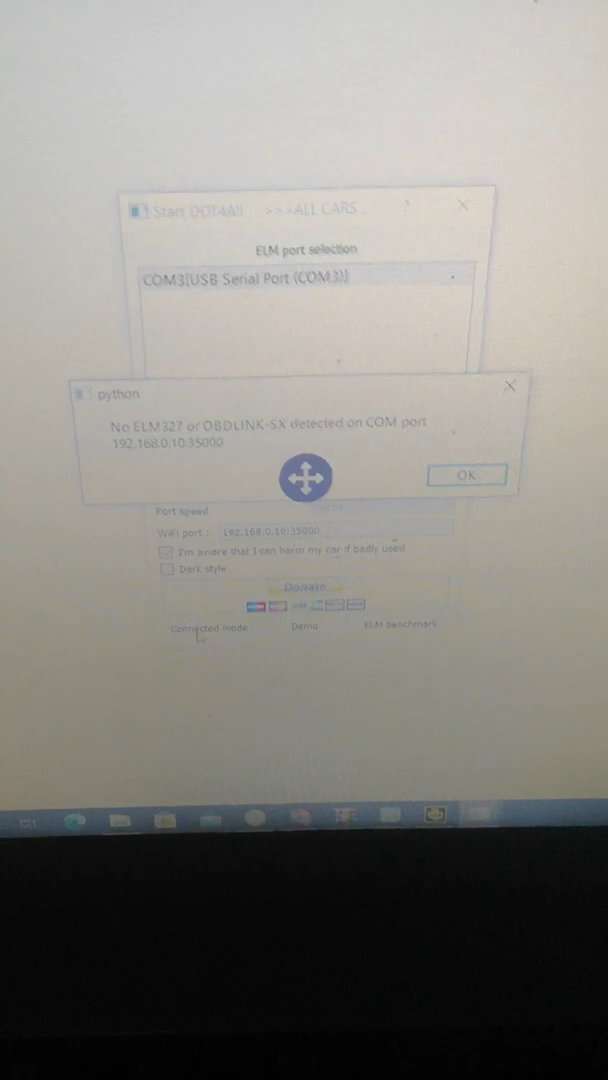 Start DDT4All >>>ALL CARS
?
ELM port selection
COM3[USB Serial Port (COM3)]
python
No ELM327 or OBDLINK-SX detected on COM port
192.168.0.10:35000
OK
Port speed
WiFi port : 192.168.0.10:35000
I'm aware that I can harm my car if badly used
Dark style
Donate
Connected mode Demo ELM benchmark